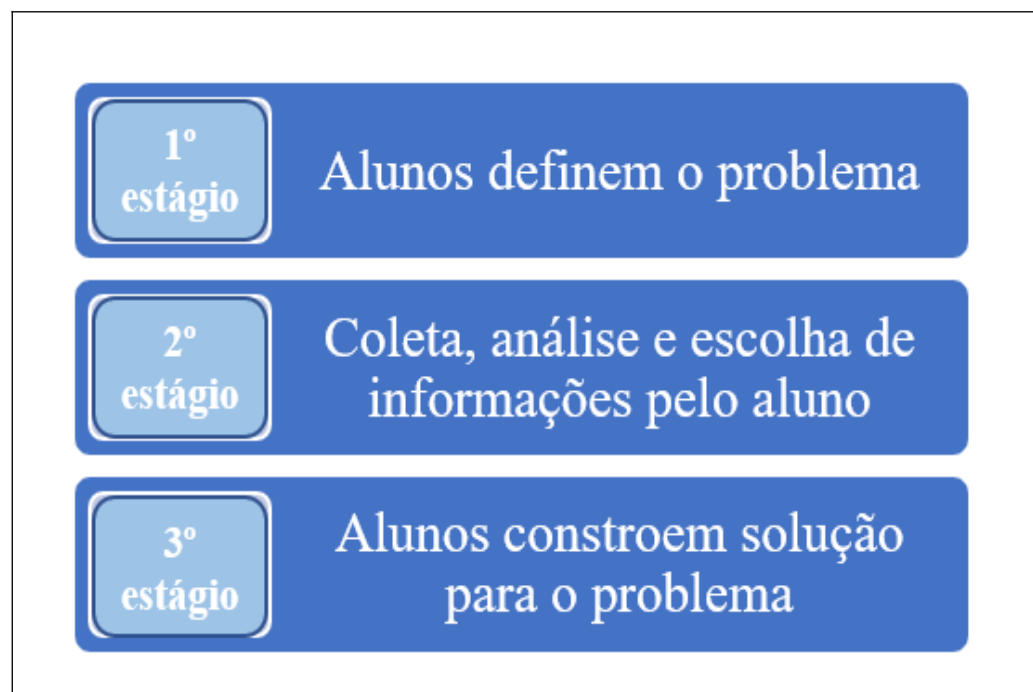 1º
estágio
Alunos definem o problema
2º
estágio
Coleta, análise e escolha de
informações pelo aluno
3º
estágio
Alunos constroem solução
para o problema